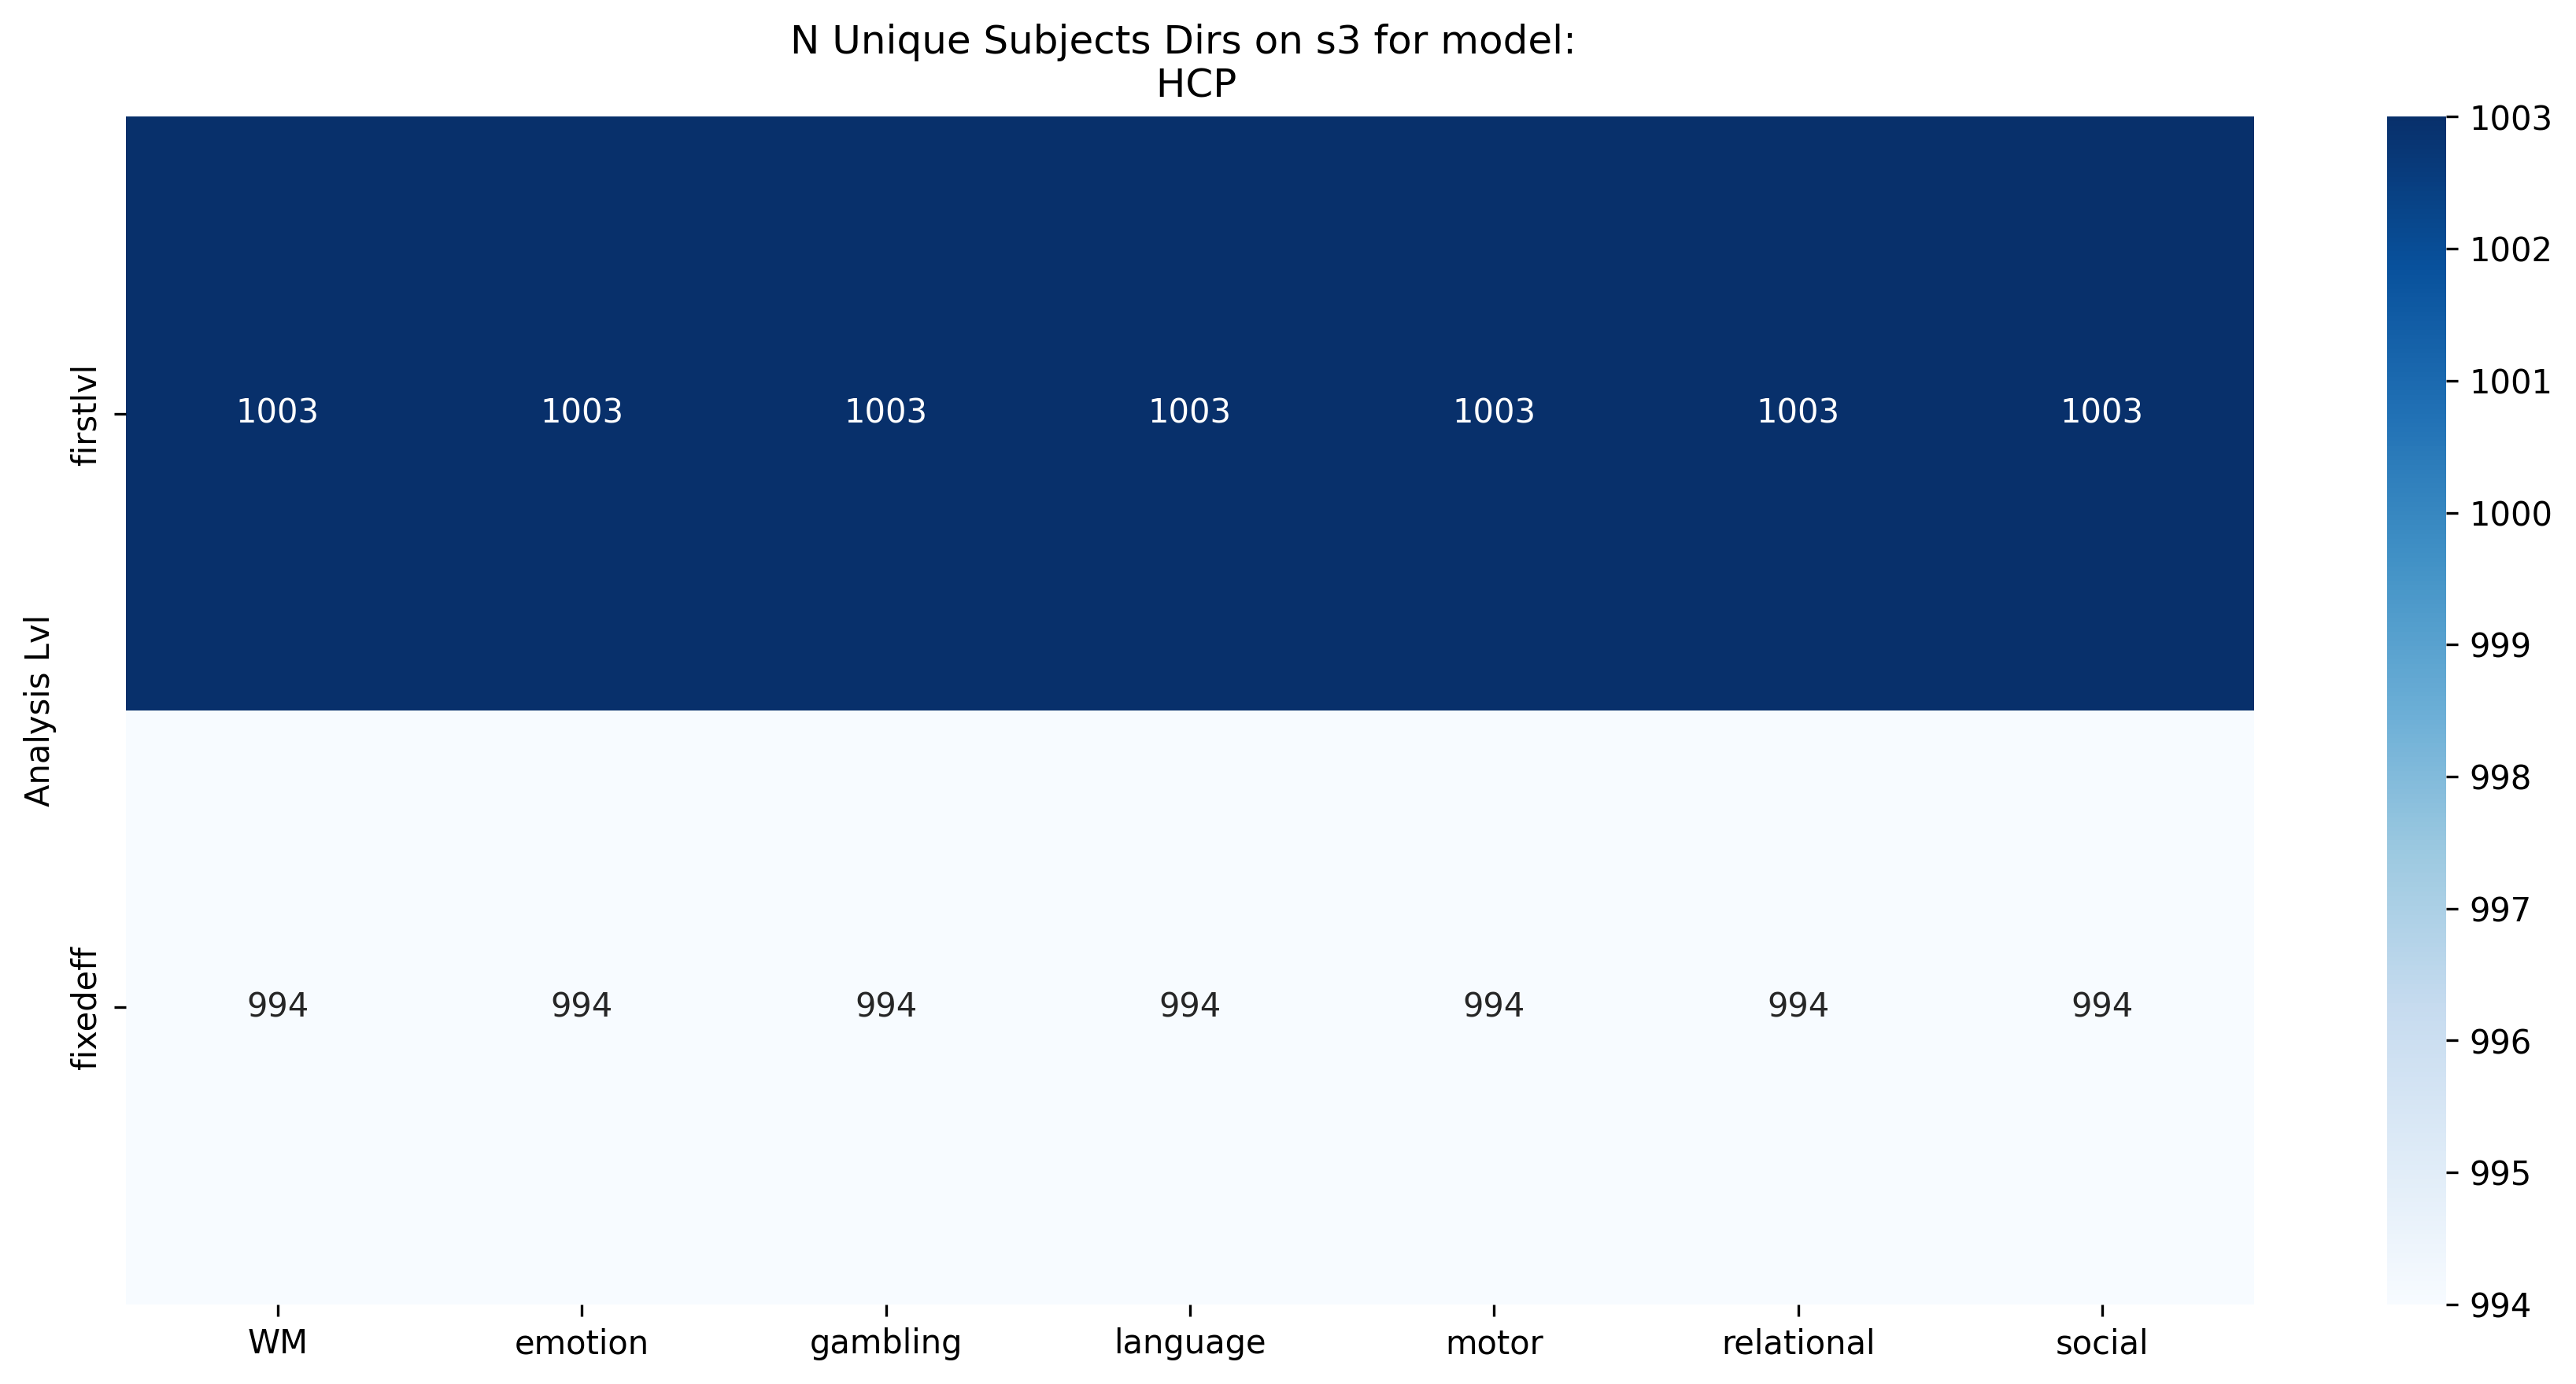 N Unique Subjects Dirs on s3 for model:
HCP
Analysis Lvl
firstlvl
1003 1003 1003 1003 1003 1003 1003
fixedeff
994 994 994 994 994 994 994
WM emotion gambling language motor relational social
1003
1002
1001
1000
999
998
997
996
995
994